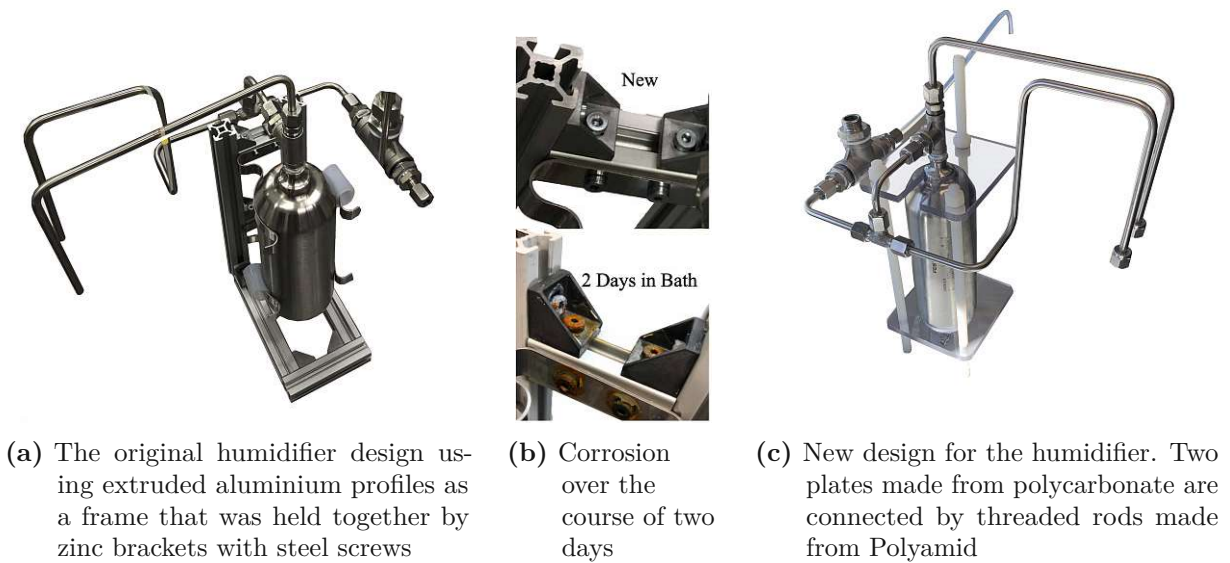 New
2 Days in Bath
(a) The original humidifier design us-
ing extruded aluminium profiles as
a frame that was held together by
zinc brackets with steel screws
(b) Corrosion
over the
course of two
days
(c) New design for the humidifier. Two
plates made from polycarbonate are
connected by threaded rods made
from Polyamid